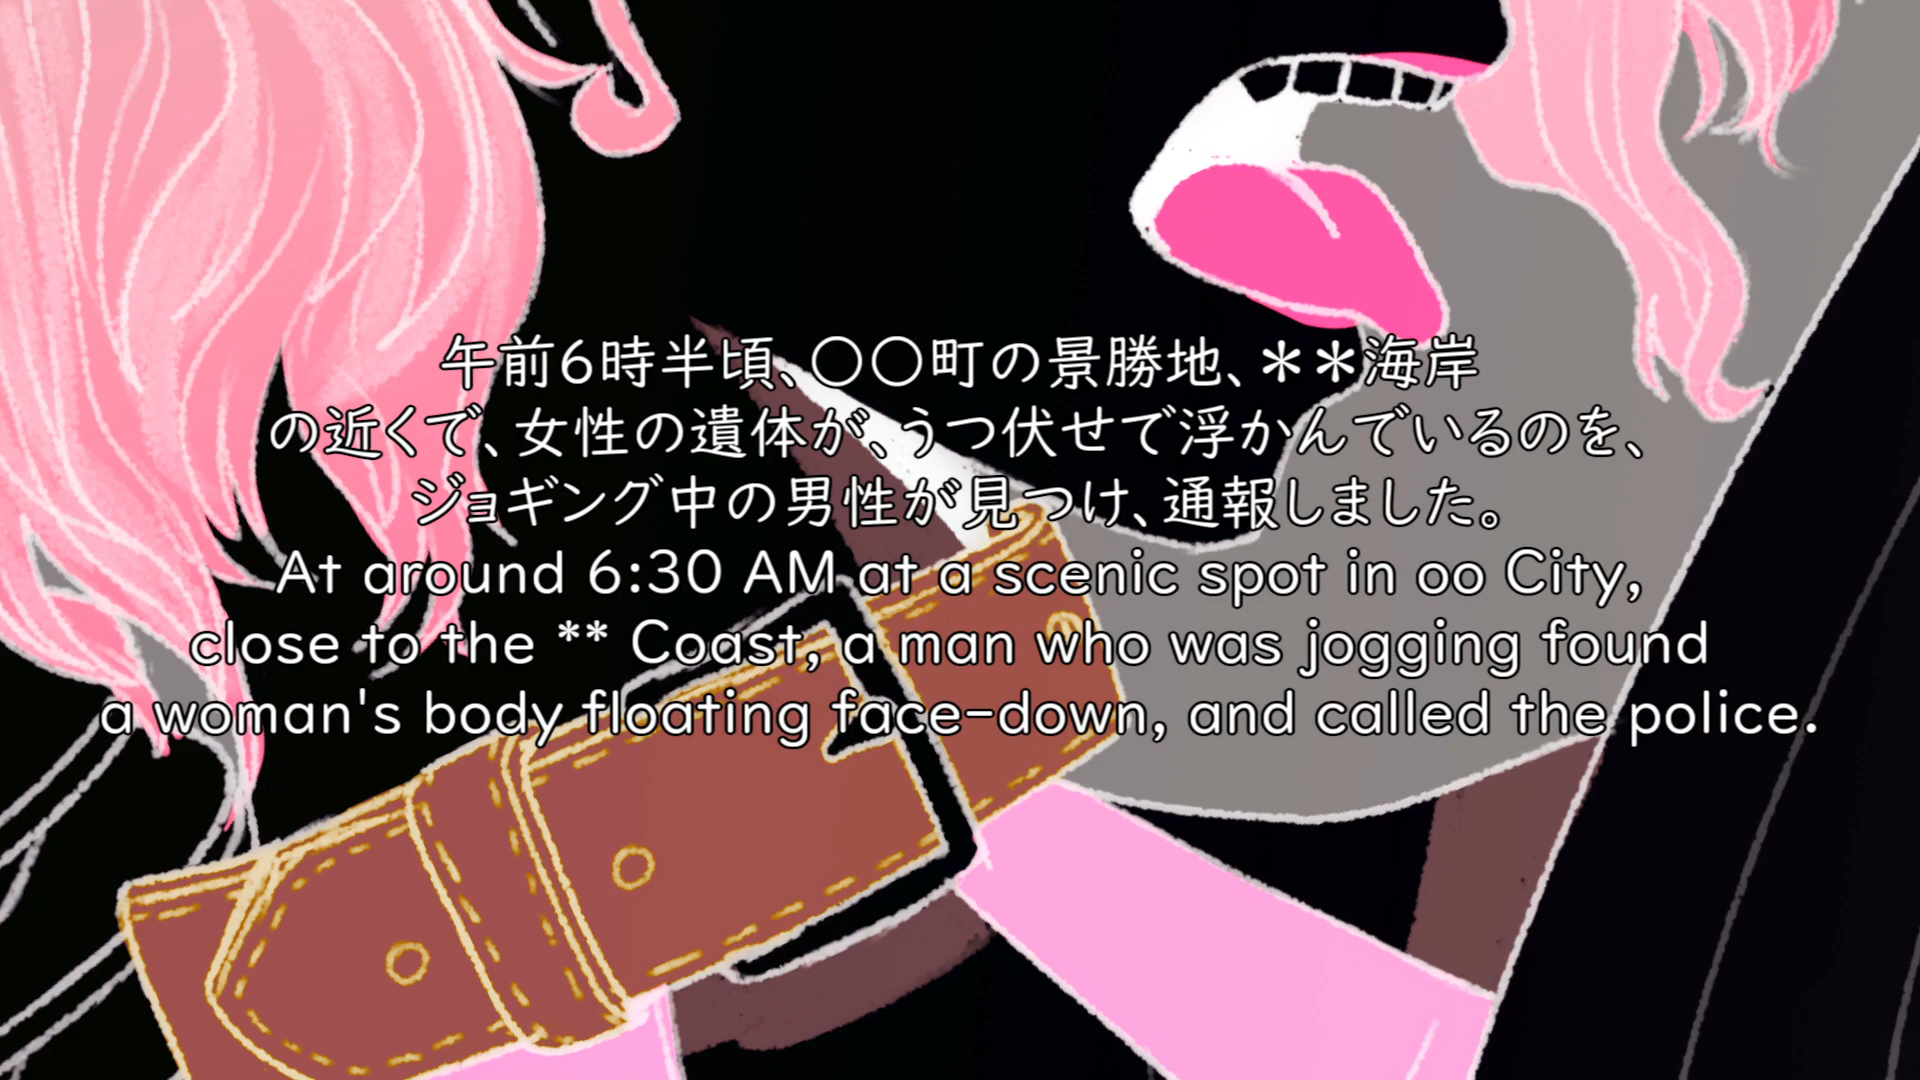 午前6時半頃、〇〇町の景勝地、＊＊海岸
の近くで、女性の遺体が、うつ伏せで浮かんでいるのを、
ジョギング中の男性が見つけ、通報しました。
At around 6:30 AM at a scenic spot in oo City,
close to the ** Coast, a man who was jogging found
a woman's body floating face-down, and called the police.